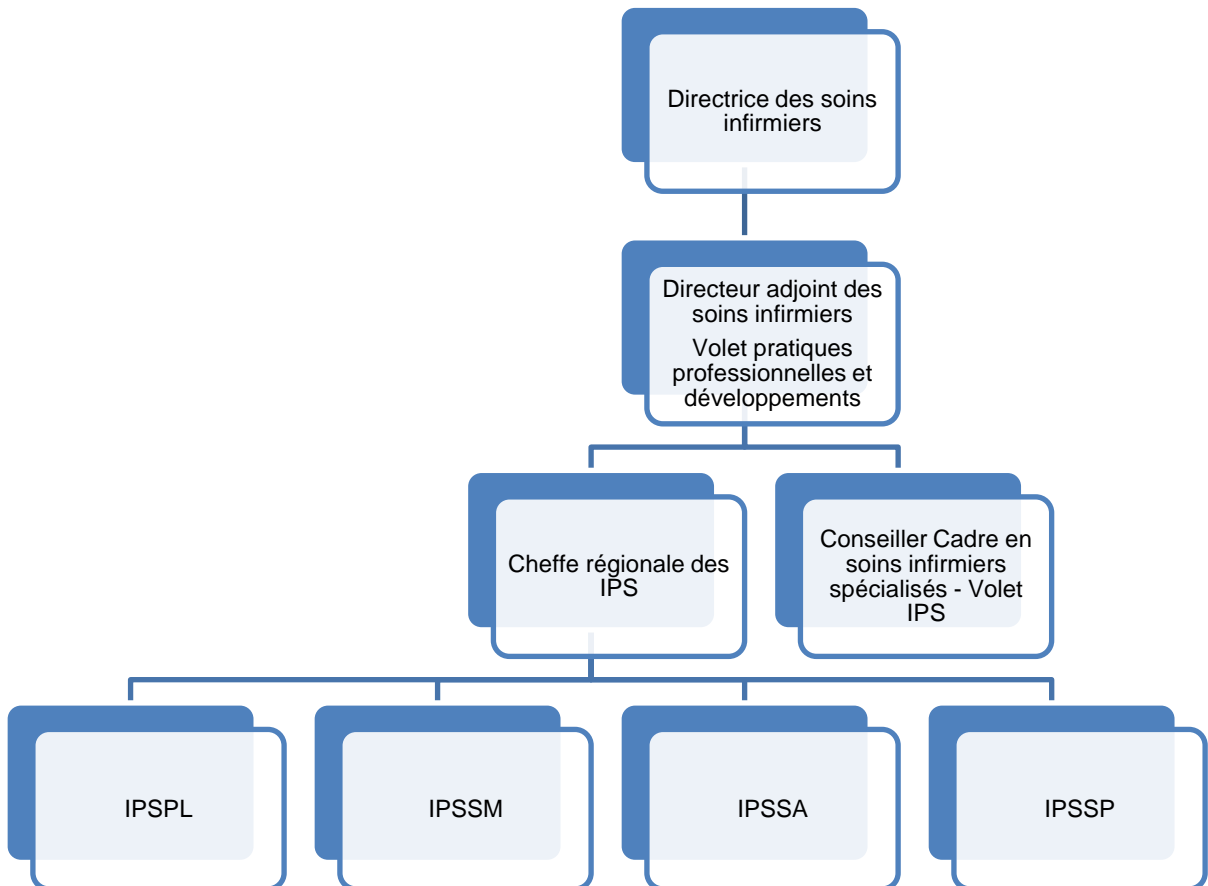 Directrice des soins
infirmiers
Directeur adjoint des
soins infirmiers
Volet pratiques
professionnelles et
développements
Cheffe régionale des
IPS
Conseiller Cadre en
soins infirmiers
spécialisés - Volet
IPS
IPSPL
IPSSM
IPSSA
IPSSP